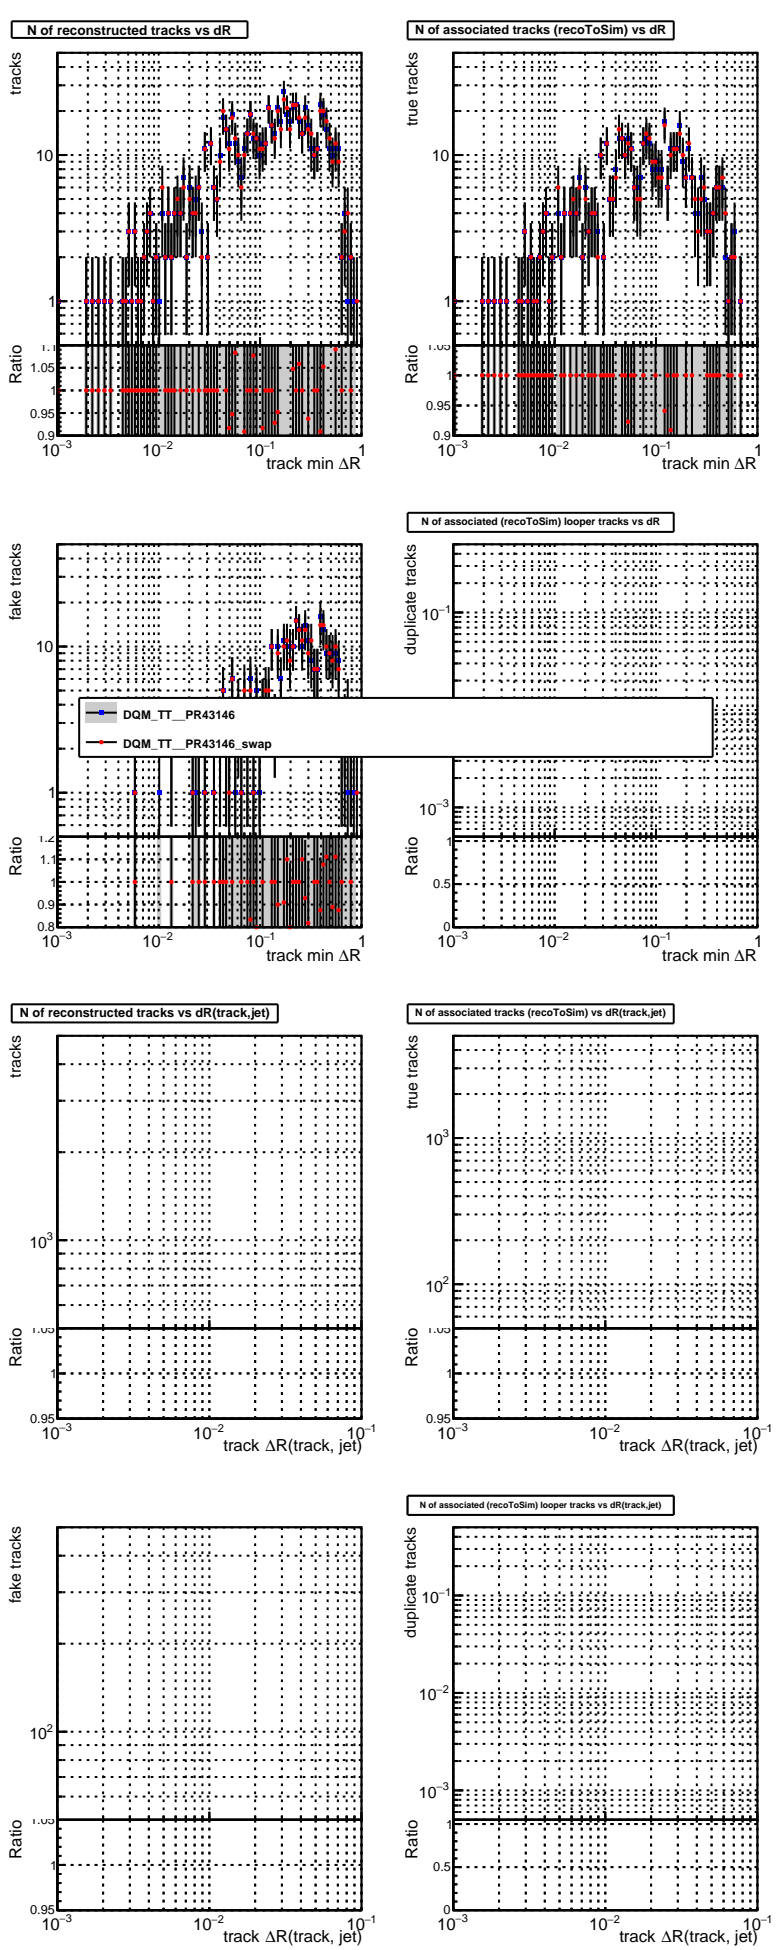 N of reconstructed tracks vs dR
tracks
10
1
Ratio
1.1
1.05
1
0.95
0.9
10−3
10−2
10−1
1
track min ΔR
N of associated tracks (recoToSim) vs dR
true tracks
10
1
Ratio
1.05
1
0.95
0.9
10−3
10−2
10−1
1
track min ΔR
fake tracks
10
1
Ratio
1.2
1.1
1
0.9
0.8
10−3
10−2
10−1
1
track min ΔR
N of associated (recoToSim) looper tracks vs dR
duplicate tracks
10−1
10−3
Ratio
1
0.5
0
10−3
10−2
10−1
1
track min ΔR
DQM_TT__PR43146
DQM_TT__PR43146_swap
N of reconstructed tracks vs dR(track,jet)
tracks
103
Ratio
1.05
1
0.95
10−3
10−2
10−1
track ΔR(track, jet)
N of associated tracks (recoToSim) vs dR(track,jet)
true tracks
103
102
Ratio
1.05
1
0.95
10−3
10−2
10−1
track ΔR(track, jet)
fake tracks
102
Ratio
1.05
1
0.95
10−3
10−2
10−1
track ΔR(track, jet)
N of associated (recoToSim) looper tracks vs dR(track,jet)
duplicate tracks
10−1
10−2
10−3
Ratio
1
0.5
0
10−3
10−2
10−1
track ΔR(track, jet)